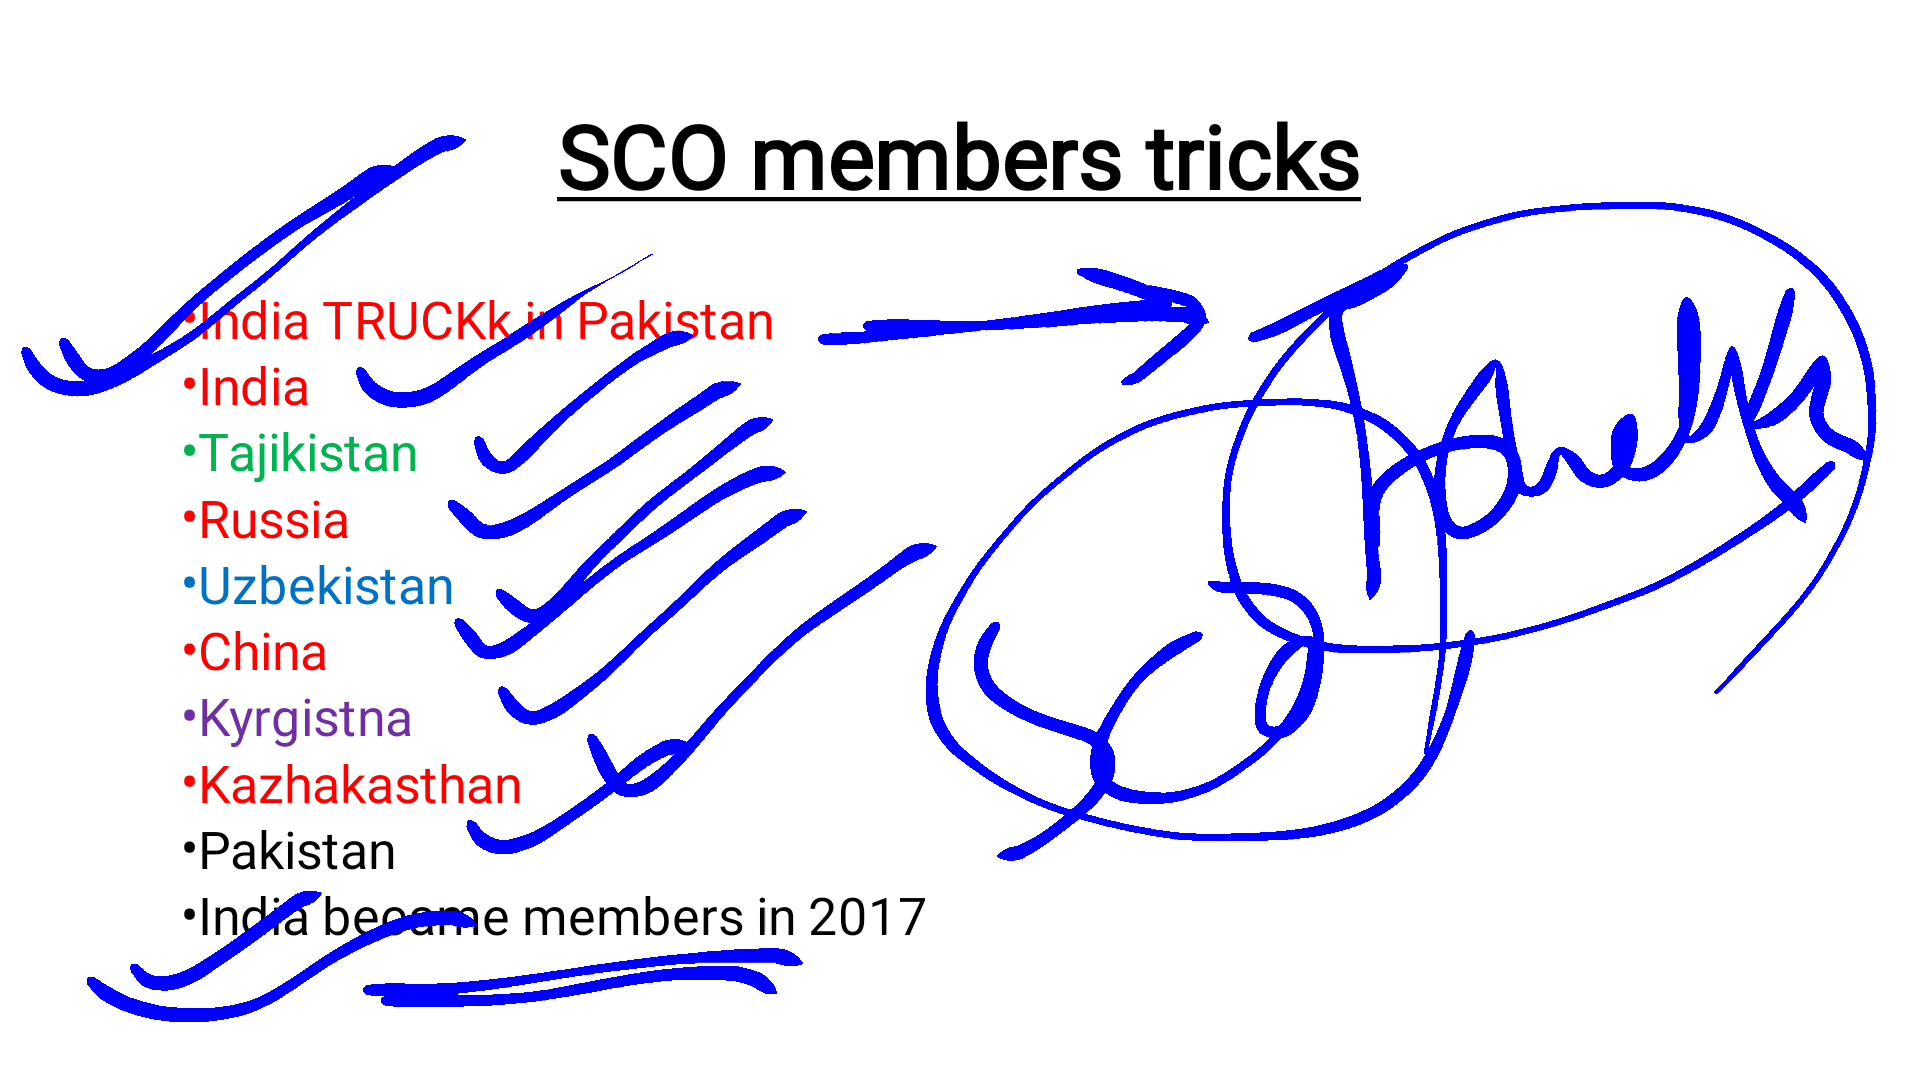 SCO members tricks
•India TRUCKk in Pakistan
•India
•Tajikistan
•Russia
•Uzbekistan
•China
•Kyrgistna
•Kazhakasthan
•Pakistan
•India became members in 2017